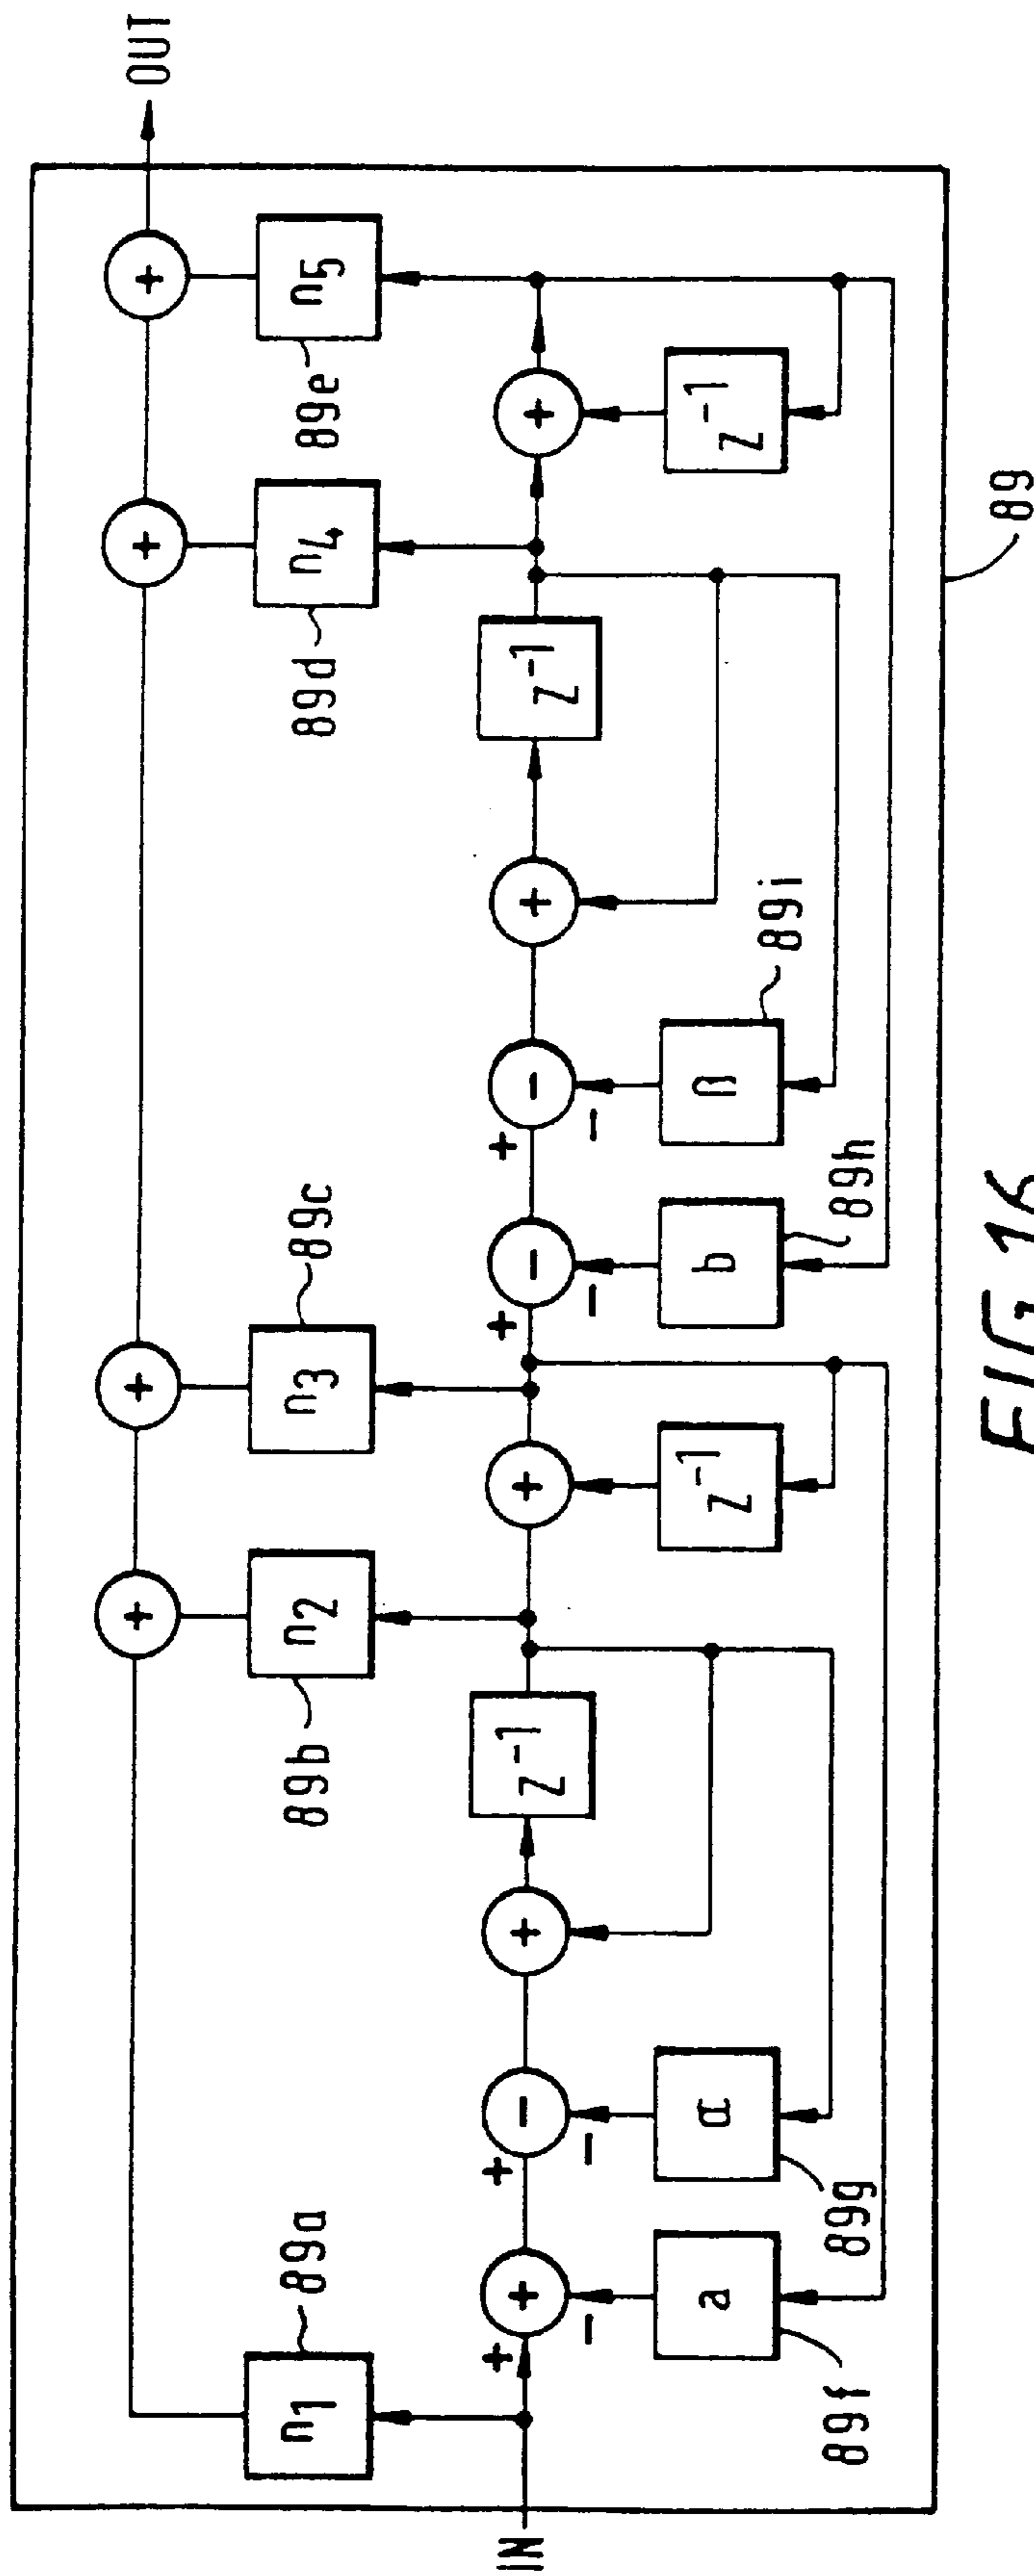 + + + + OUT
n1 n2 n3 n4 n5
89a 89b 89c 89d 89e
IN + + + − + z⁻¹ + + − + − + z⁻¹ +
− − − −
a α z⁻¹ b β z⁻¹
89f 89g 89h 89i
89
FIG. 16